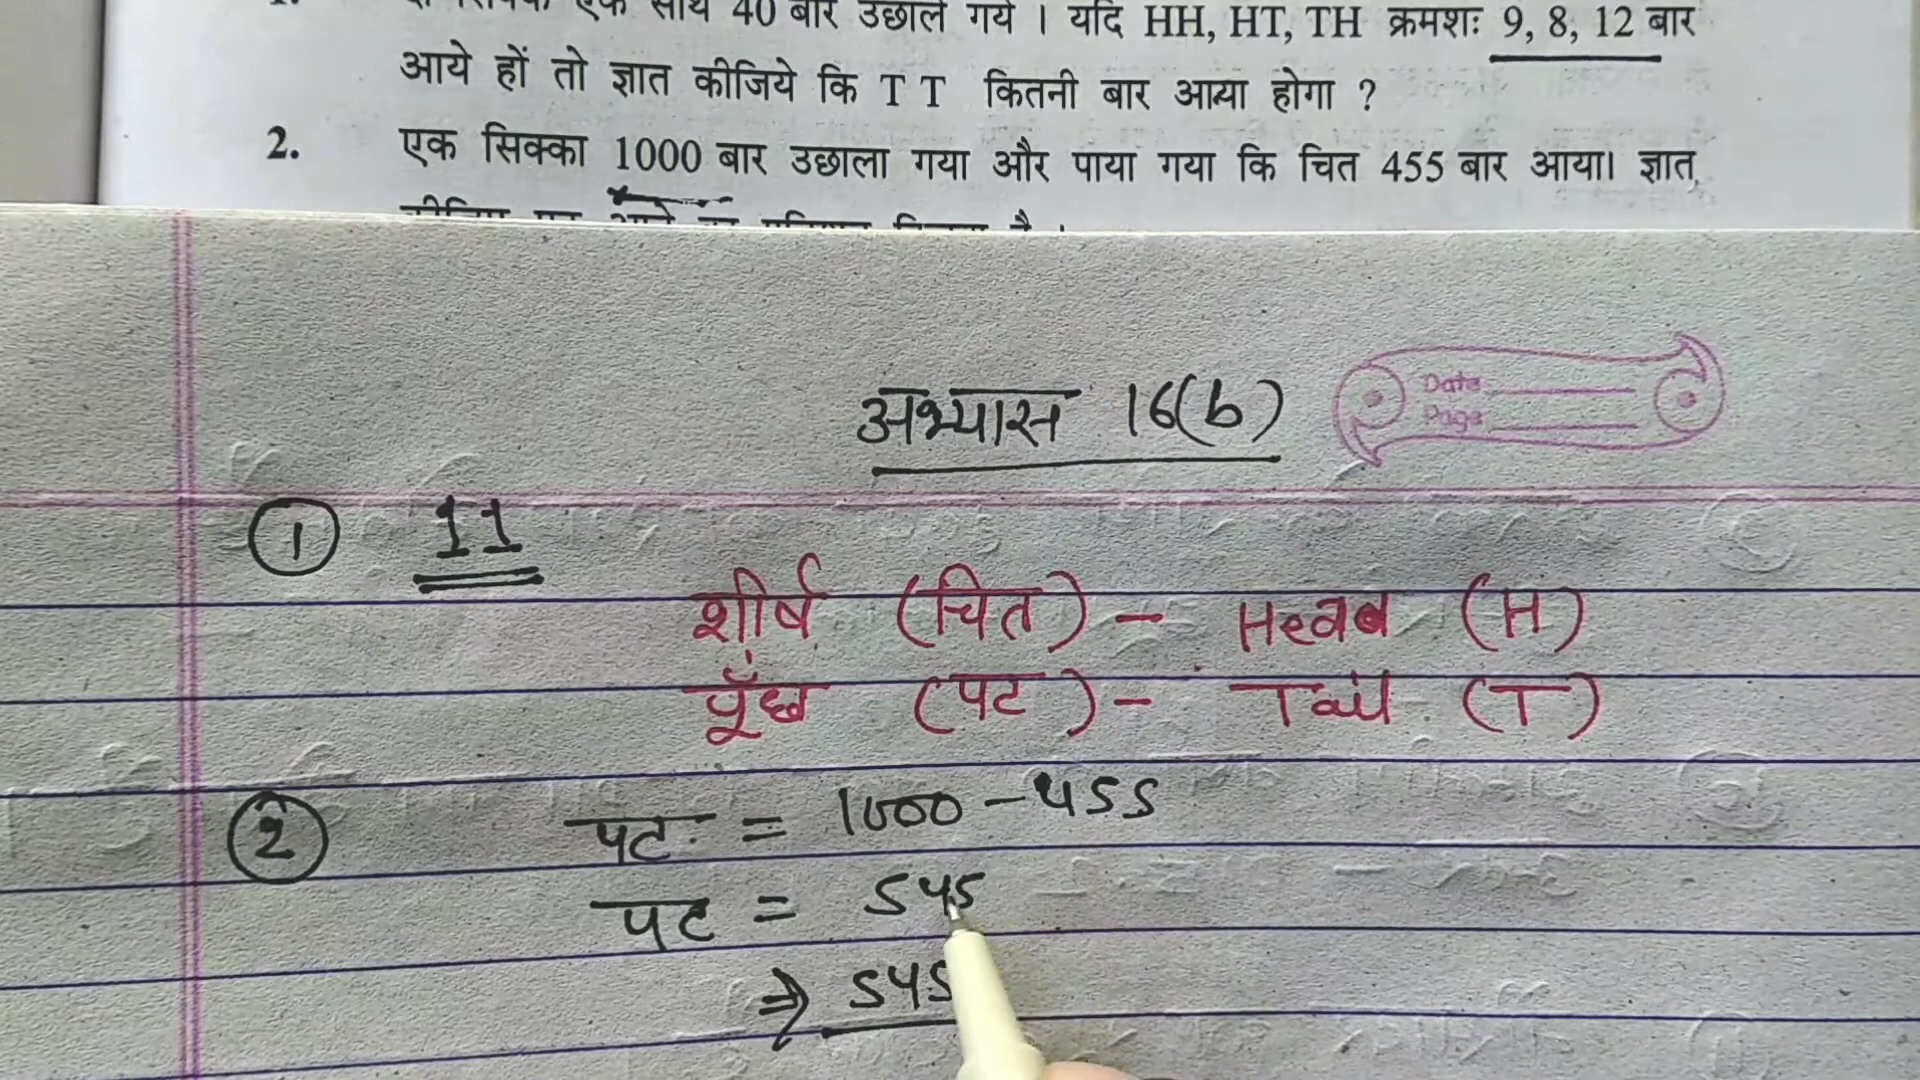 एक साथ 40 बार उछाले गये । यदि HH, HT, TH क्रमशः 9, 8, 12 बार
आये हों तो ज्ञात कीजिये कि T T कितनी बार आया होगा ?
2. एक सिक्का 1000 बार उछाला गया और पाया गया कि चित 455 बार आया। ज्ञात
अभ्यास 16(b)
Date
Page
① 11
शीर्ष (चित) - Head (H)
पूँछ (पट) - Tail (T)
② पट = 1000 - 455
पट = 545
⇒ 545